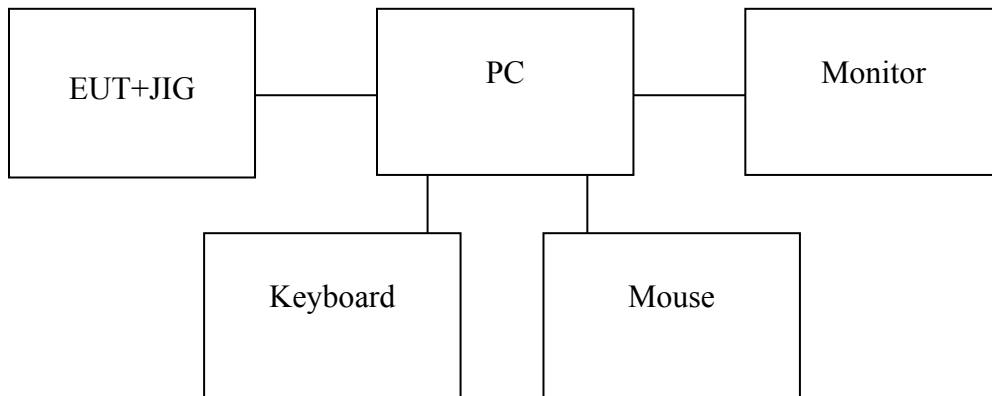 EUT+JIG
PC
Monitor
Keyboard
Mouse